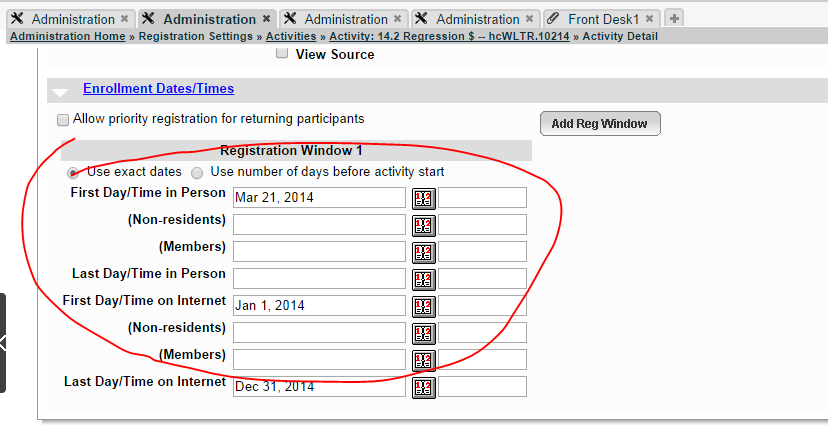 Administration × Administration × Administration × Administration × Front Desk1 × +
Administration Home » Registration Settings » Activities » Activity: 14.2 Regression $ -- hcWLTR.10214 » Activity Detail
View Source
Enrollment Dates/Times
Allow priority registration for returning participants
Add Reg Window
Registration Window 1
Use exact dates Use number of days before activity start
First Day/Time in Person Mar 21, 2014
(Non-residents)
(Members)
Last Day/Time in Person
First Day/Time on Internet Jan 1, 2014
(Non-residents)
(Members)
Last Day/Time on Internet Dec 31, 2014